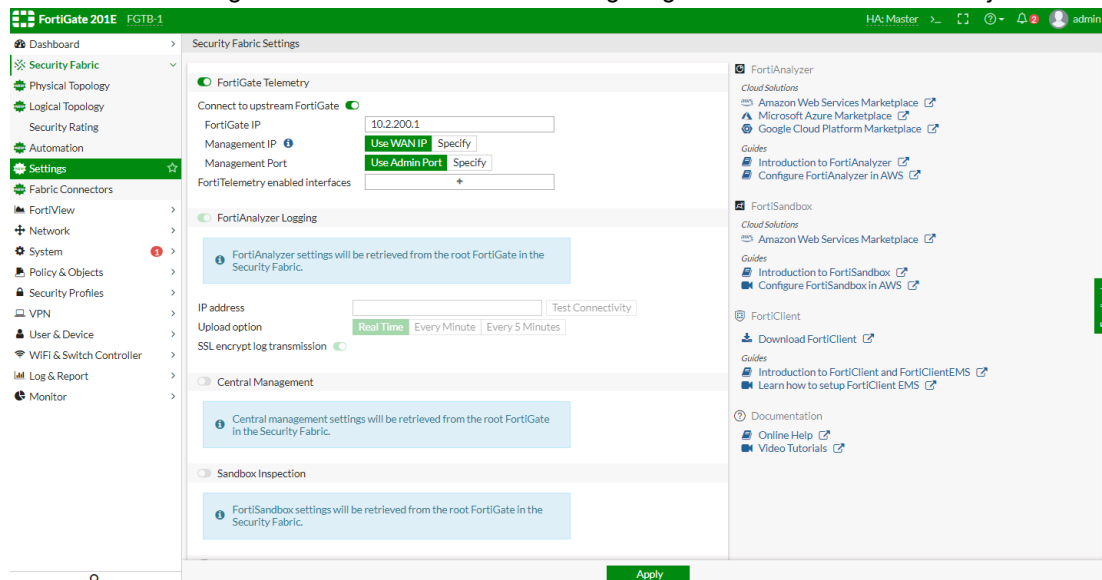 FortiGate 201E FGTB-1
HA: Master >_ 2 admin
Dashboard
Security Fabric
Physical Topology
Logical Topology
Security Rating
Automation
Settings
Fabric Connectors
FortiView
Network
System 1
Policy & Objects
Security Profiles
VPN
User & Device
WiFi & Switch Controller
Log & Report
Monitor
Security Fabric Settings
FortiGate Telemetry
Connect to upstream FortiGate
FortiGate IP 10.2.200.1
Management IP Use WAN IP Specify
Management Port Use Admin Port Specify
FortiTelemetry enabled interfaces +
FortiAnalyzer Logging
FortiAnalyzer settings will be retrieved from the root FortiGate in the
Security Fabric.
IP address Test Connectivity
Upload option Real Time Every Minute Every 5 Minutes
SSL encrypt log transmission
Central Management
Central management settings will be retrieved from the root FortiGate
in the Security Fabric.
Sandbox Inspection
FortiSandbox settings will be retrieved from the root FortiGate in the
Security Fabric.
Apply
FortiAnalyzer
Cloud Solutions
Amazon Web Services Marketplace
Microsoft Azure Marketplace
Google Cloud Platform Marketplace
Guides
Introduction to FortiAnalyzer
Configure FortiAnalyzer in AWS
FortiSandbox
Cloud Solutions
Amazon Web Services Marketplace
Guides
Introduction to FortiSandbox
Configure FortiSandbox in AWS
FortiClient
Download FortiClient
Guides
Introduction to FortiClient and FortiClientEMS
Learn how to setup FortiClient EMS
Documentation
Online Help
Video Tutorials